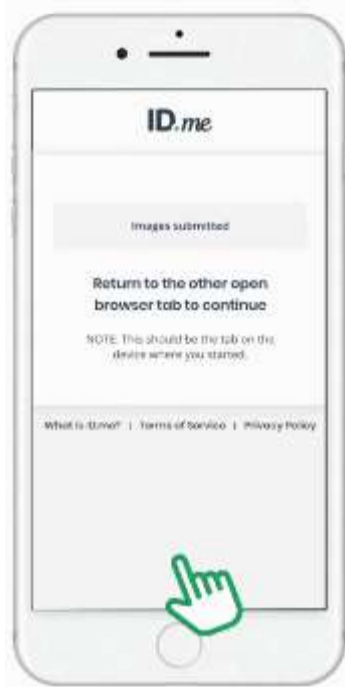 ID.me
Images submitted
Return to the other open
browser tab to continue
NOTE: This should be the tab on the
device where you started.
What is ID.me? | Terms of Service | Privacy Policy